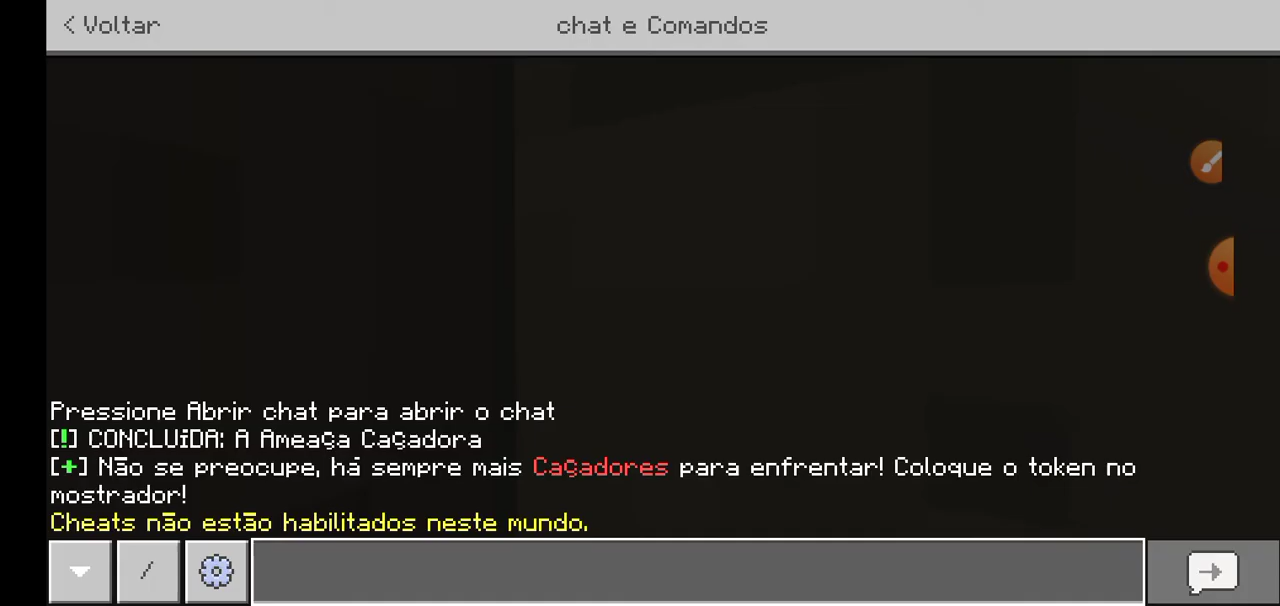 < Voltar
chat e Comandos
Pressione Abrir chat para abrir o chat
[!] CONCLUÍDA: A Ameaça Caçadora
[+] Não se preocupe, há sempre mais Caçadores para enfrentar! Coloque o token no
mostrador!
Cheats não estão habilitados neste mundo.
/